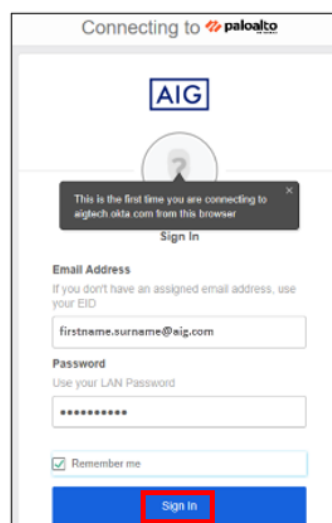 Connecting to paloalto
AIG
?
This is the first time you are connecting to
aigtech.okta.com from this browser
×
Sign In
Email Address
If you don't have an assigned email address, use
your EID
firstname.surname@aig.com
Password
Use your LAN Password
••••••••••
Remember me
Sign In